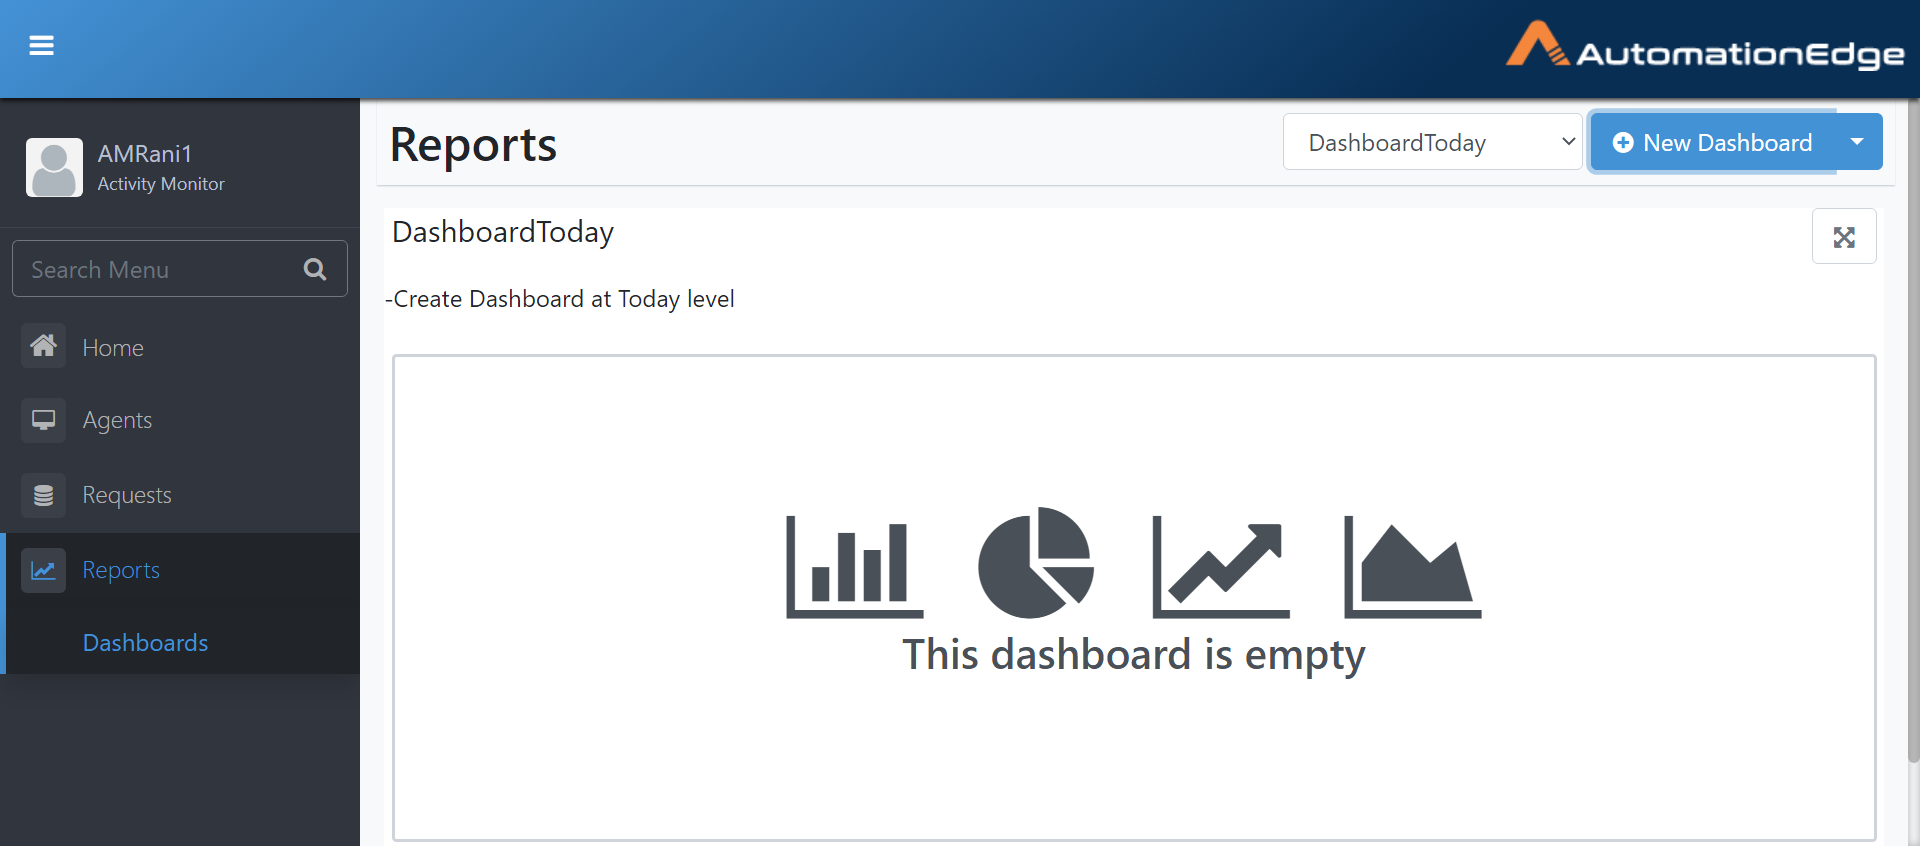 AutomationEdge
AMRani1
Activity Monitor
Search Menu
Home
Agents
Requests
Reports
Dashboards
Reports
DashboardToday
New Dashboard
DashboardToday
-Create Dashboard at Today level
This dashboard is empty